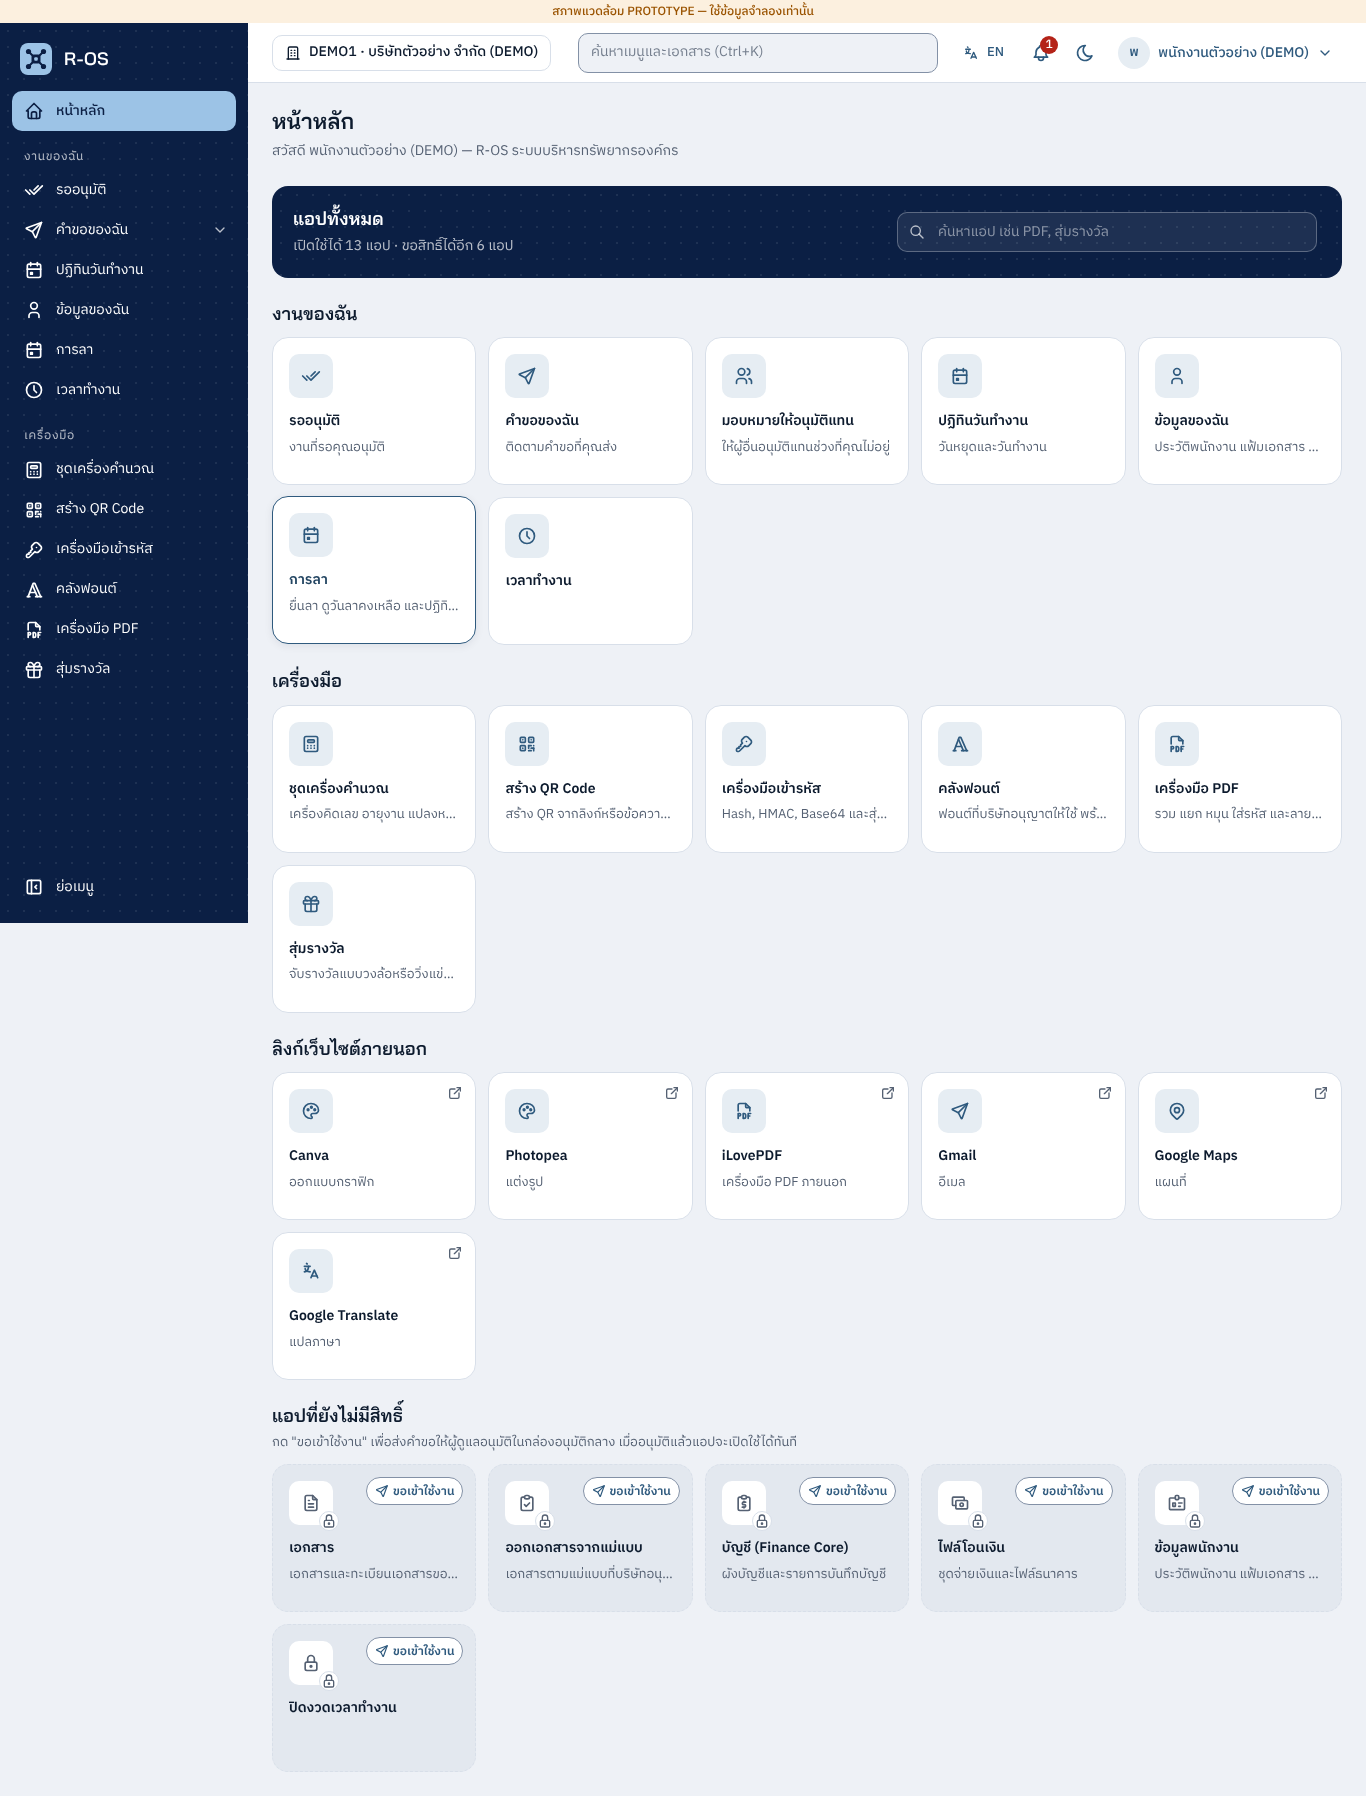 สภาพแวดล้อม PROTOTYPE — ใช้ข้อมูลจำลองเท่านั้น
R-OS
DEMO1 · บริษัทตัวอย่าง จำกัด (DEMO)
ค้นหาเมนูและเอกสาร (Ctrl+K)
EN
1
พ
พนักงานตัวอย่าง (DEMO)
หน้าหลัก
งานของฉัน
รออนุมัติ
คำขอของฉัน
ปฏิทินวันทำงาน
ข้อมูลของฉัน
การลา
เวลาทำงาน
เครื่องมือ
ชุดเครื่องคำนวณ
สร้าง QR Code
เครื่องมือเข้ารหัส
คลังฟอนต์
เครื่องมือ PDF
สุ่มรางวัล
ย่อเมนู
หน้าหลัก
สวัสดี พนักงานตัวอย่าง (DEMO) — R-OS ระบบบริหารทรัพยากรองค์กร
แอปทั้งหมด
เปิดใช้ได้ 13 แอป · ขอสิทธิ์ได้อีก 6 แอป
ค้นหาแอป เช่น PDF, สุ่มรางวัล
งานของฉัน
รออนุมัติ
งานที่รอคุณอนุมัติ
คำขอของฉัน
ติดตามคำขอที่คุณส่ง
มอบหมายให้อนุมัติแทน
ให้ผู้อื่นอนุมัติแทนช่วงที่คุณไม่อยู่
ปฏิทินวันทำงาน
วันหยุดและวันทำงาน
ข้อมูลของฉัน
ประวัติพนักงาน แฟ้มเอกสาร ...
การลา
ยื่นลา ดูวันลาคงเหลือ และปฏิทิ...
เวลาทำงาน
เครื่องมือ
ชุดเครื่องคำนวณ
เครื่องคิดเลข อายุงาน แปลงห...
สร้าง QR Code
สร้าง QR จากลิงก์หรือข้อควา...
เครื่องมือเข้ารหัส
Hash, HMAC, Base64 และสุ่...
คลังฟอนต์
ฟอนต์ที่บริษัทอนุญาตให้ใช้ พร้...
เครื่องมือ PDF
รวม แยก หมุน ใส่รหัส และลาย...
สุ่มรางวัล
จับรางวัลแบบวงล้อหรือวิ่งแข่...
ลิงก์เว็บไซต์ภายนอก
Canva
ออกแบบกราฟิก
Photopea
แต่งรูป
PDF
iLovePDF
เครื่องมือ PDF ภายนอก
Gmail
อีเมล
Google Maps
แผนที่
Google Translate
แปลภาษา
แอปที่ยังไม่มีสิทธิ์
กด "ขอเข้าใช้งาน" เพื่อส่งคำขอให้ผู้ดูแลอนุมัติในกล่องอนุมัติกลาง เมื่ออนุมัติแล้วแอปจะเปิดใช้ได้ทันที
ขอเข้าใช้งาน
เอกสาร
เอกสารและทะเบียนเอกสารขอ...
ขอเข้าใช้งาน
ออกเอกสารจากแม่แบบ
เอกสารตามแม่แบบที่บริษัทอนุ...
ขอเข้าใช้งาน
บัญชี (Finance Core)
ผังบัญชีและรายการบันทึกบัญชี
ขอเข้าใช้งาน
ไฟล์โอนเงิน
ชุดจ่ายเงินและไฟล์ธนาคาร
ขอเข้าใช้งาน
ข้อมูลพนักงาน
ประวัติพนักงาน แฟ้มเอกสาร ...
ขอเข้าใช้งาน
ปิดงวดเวลาทำงาน